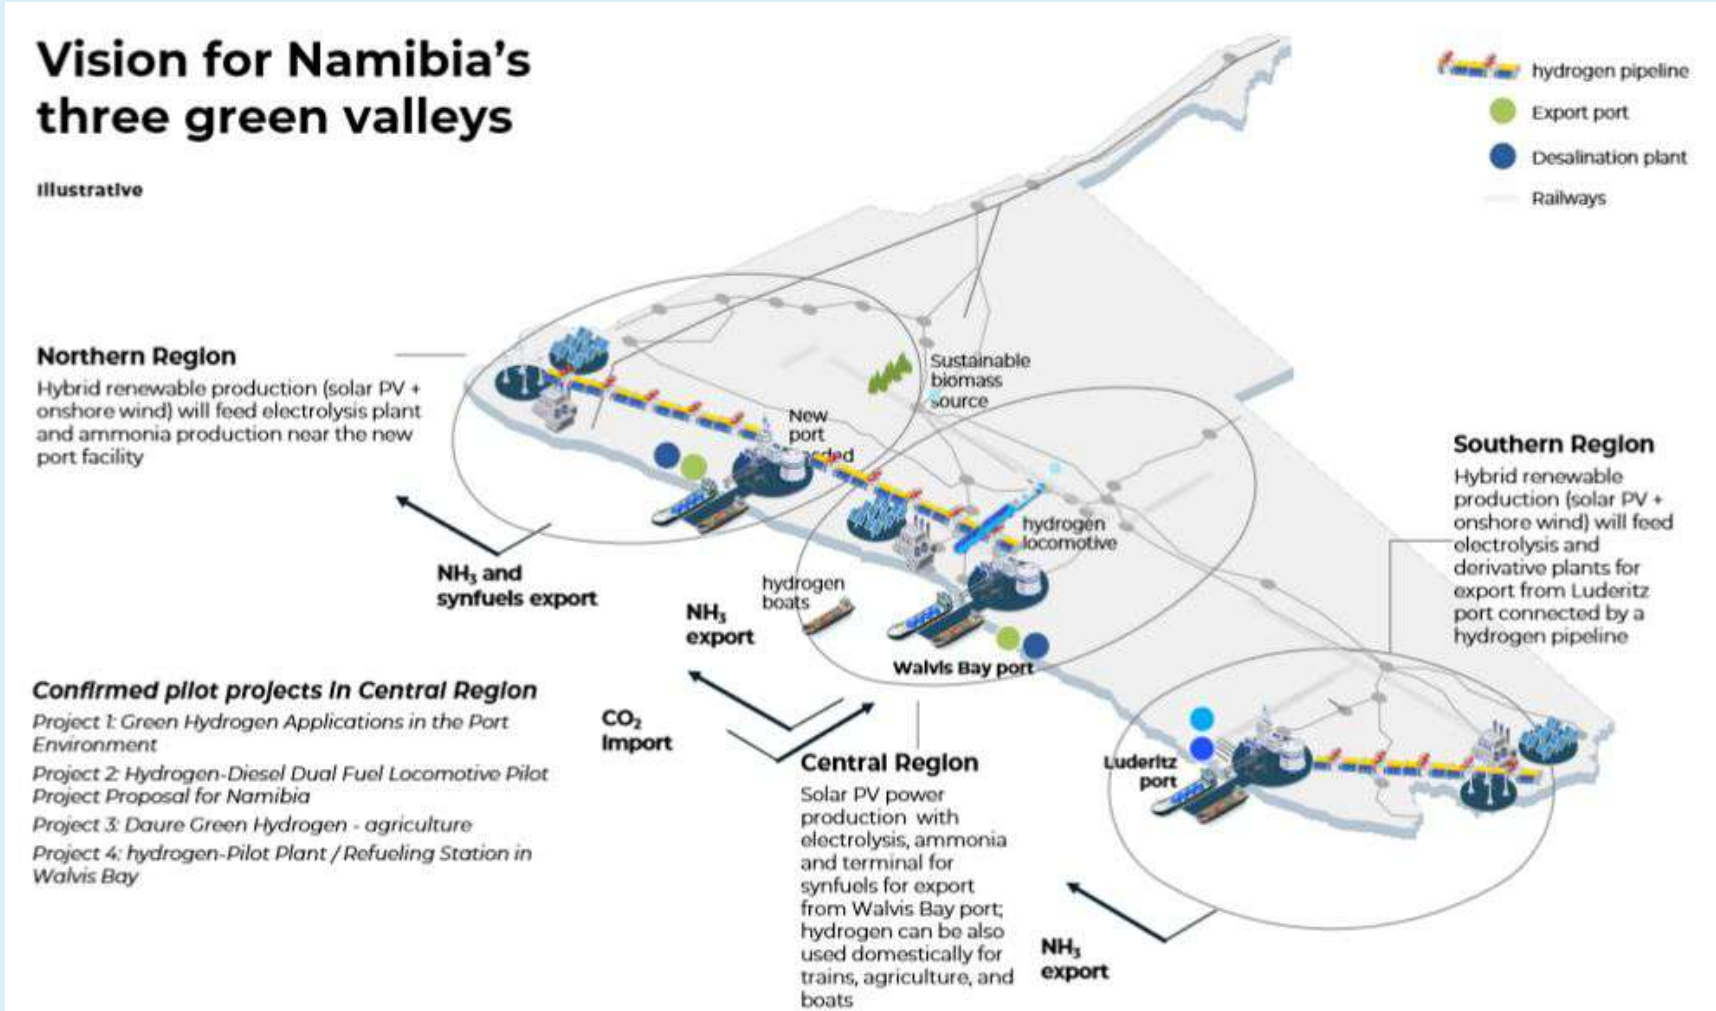 Vision for Namibia's
three green valleys
Illustrative
hydrogen pipeline
Export port
Desalination plant
Railways
Northern Region
Hybrid renewable production (solar PV +
onshore wind) will feed electrolysis plant
and ammonia production near the new
port facility
Sustainable
biomass
source
New
port
hydrogen
locomotive
hydrogen
boats
Walvis Bay port
NH₃ and
synfuels export
NH₃
export
CO₂
Import
Southern Region
Hybrid renewable
production (solar PV +
onshore wind) will feed
electrolysis and
derivative plants for
export from Luderitz
port connected by a
hydrogen pipeline
Confirmed pilot projects in Central Region
Project 1: Green Hydrogen Applications in the Port
Environment
Project 2: Hydrogen-Diesel Dual Fuel Locomotive Pilot
Project Proposal for Namibia
Project 3: Daure Green Hydrogen - agriculture
Project 4: hydrogen-Pilot Plant / Refueling Station in
Walvis Bay
Central Region
Solar PV power
production with
electrolysis, ammonia
and terminal for
synfuels for export
from Walvis Bay port;
hydrogen can be also
used domestically for
trains, agriculture, and
boats
Luderitz
port
NH₃
export